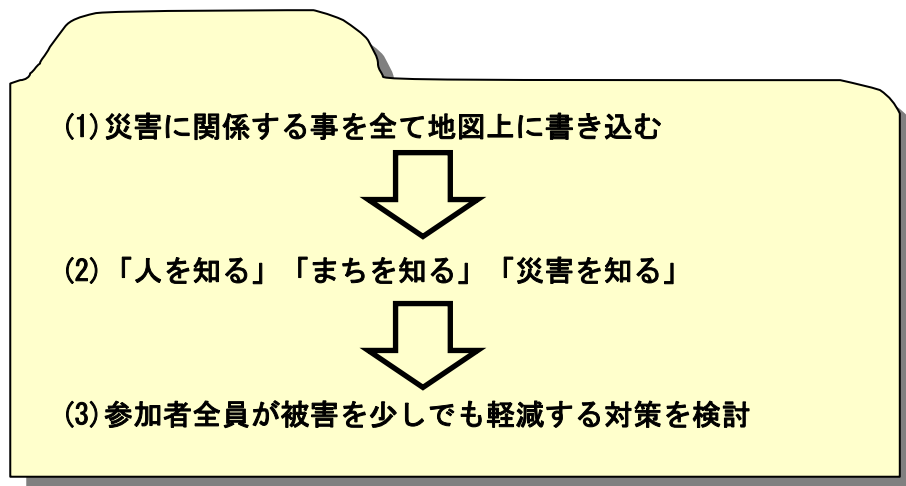 (1)災害に関係する事を全て地図上に書き込む
(2)「人を知る」「まちを知る」「災害を知る」
(3)参加者全員が被害を少しでも軽減する対策を検討